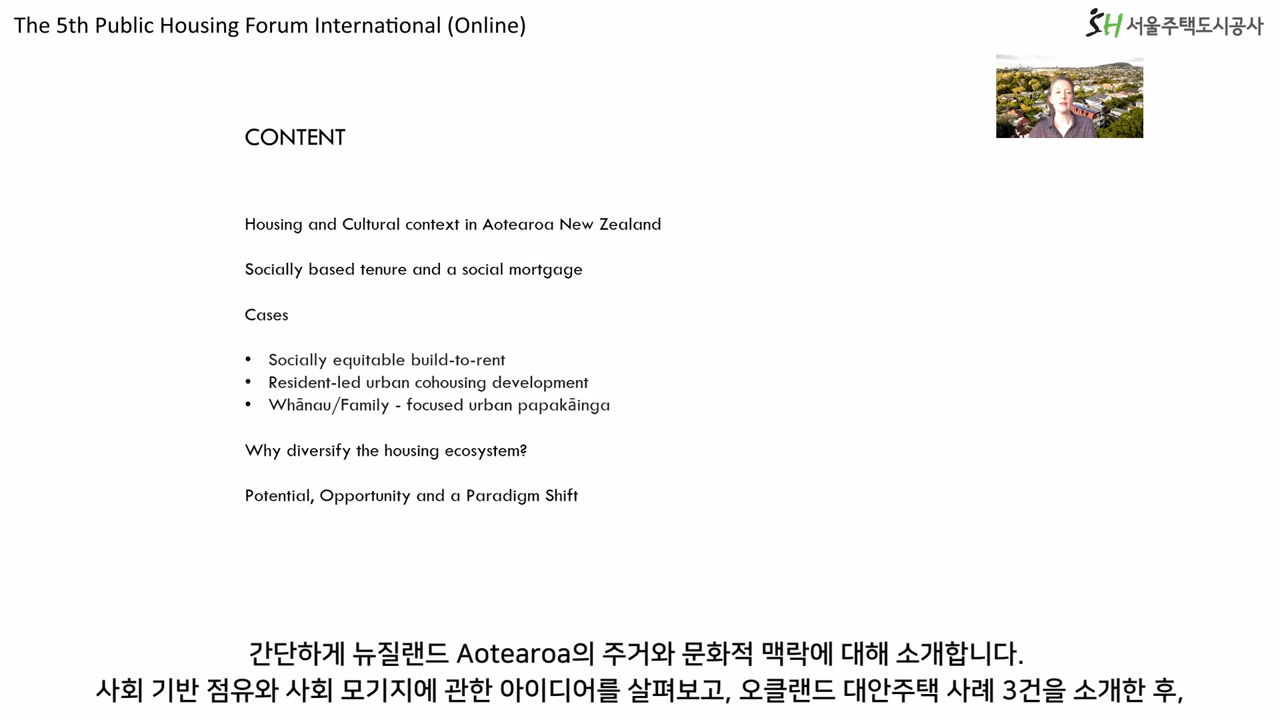 The 5th Public Housing Forum International (Online)
SH 서울주택도시공사
CONTENT
Housing and Cultural context in Aotearoa New Zealand
Socially based tenure and a social mortgage
Cases
• Socially equitable build-to-rent
• Resident-led urban cohousing development
• Whānau/Family - focused urban papakāinga
Why diversify the housing ecosystem?
Potential, Opportunity and a Paradigm Shift
간단하게 뉴질랜드 Aotearoa의 주거와 문화적 맥락에 대해 소개합니다.
사회 기반 점유와 사회 모기지에 관한 아이디어를 살펴보고, 오클랜드 대안주택 사례 3건을 소개한 후,